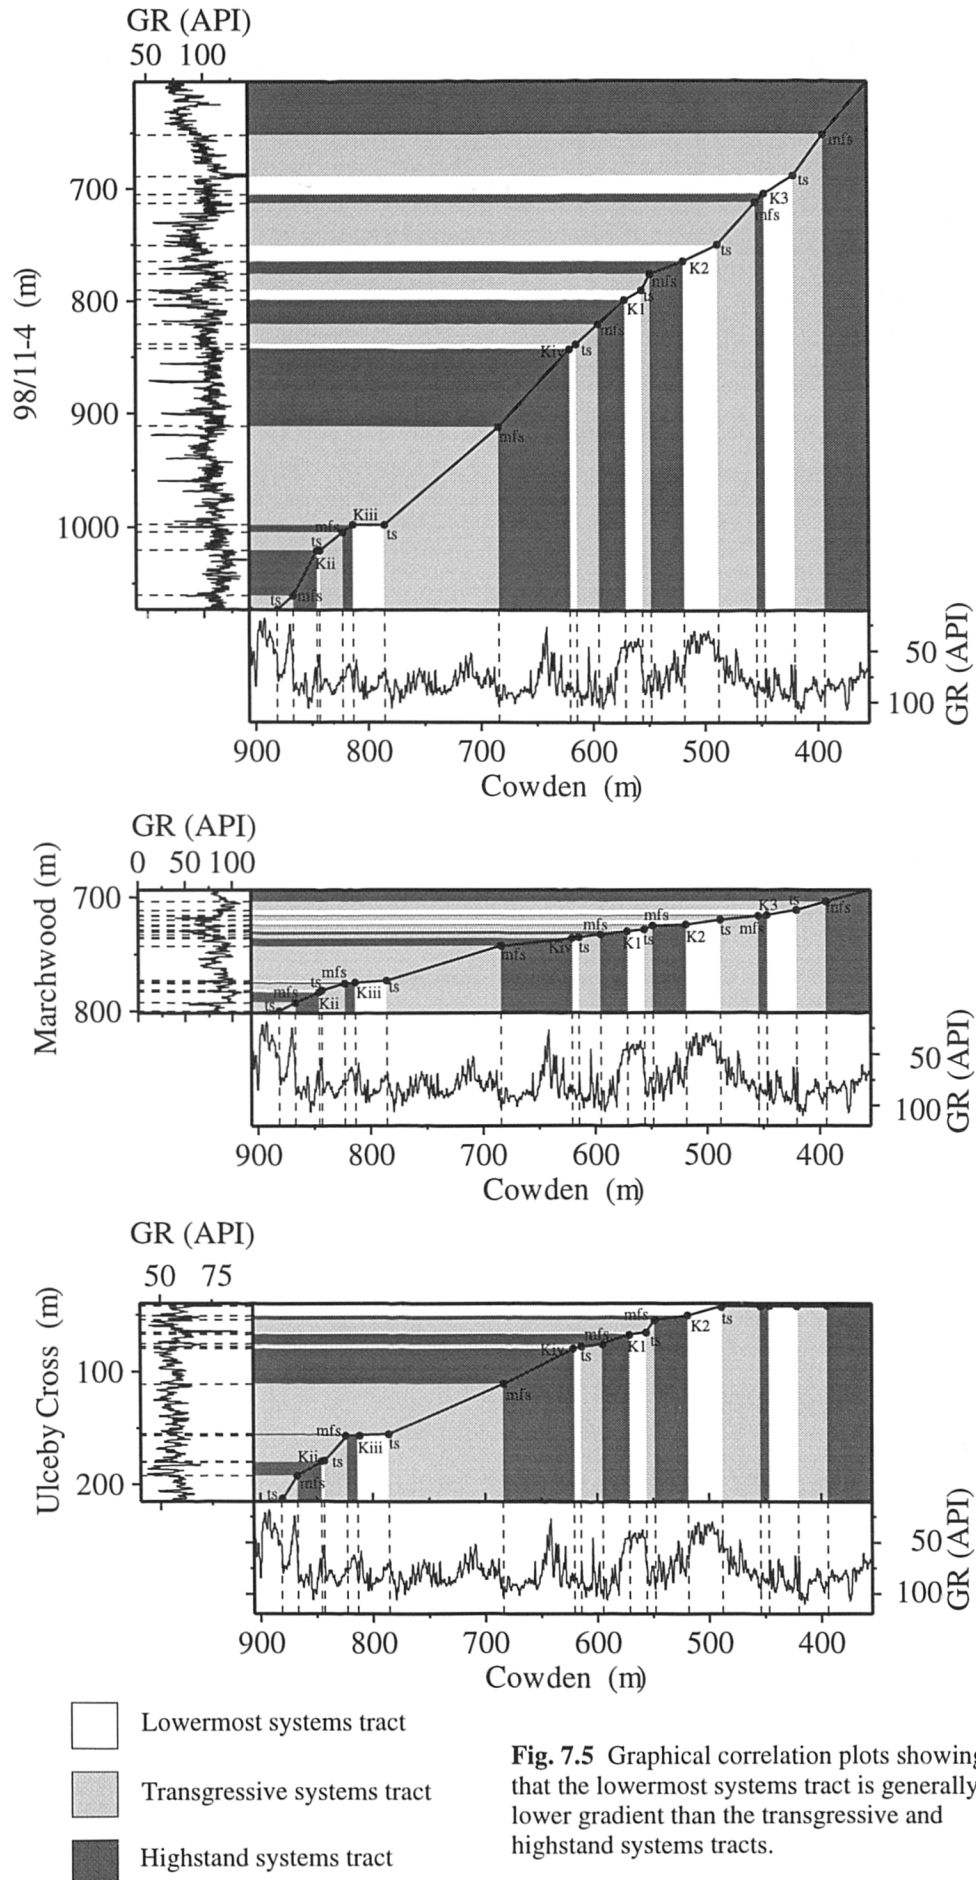 GR (API)
50 100
98/11-4 (m)
700
800
900
1000
mfs
ts
K3
mfs
ts
K2
mfs
ts
K1
mfs
Kiv
ts
mfs
Kiii
mfs
ts
ts
Kii
ts
mfs
50
100
GR (API)
900 800 700 600 500 400
Cowden (m)
GR (API)
0 50 100
Marchwood (m)
700
800
K3
ts
mfs
mfs
mfs
mfs
K2
ts
K1
ts
Kiv
ts
mfs
mfs
ts
Kiii
ts
mfs
Kii
ts
50
100
GR (API)
900 800 700 600 500 400
Cowden (m)
GR (API)
50 75
Ulceby Cross (m)
100
200
mfs
K2
ts
mfs
K1
ts
Kiv
ts
mfs
mfs
Kiii
ts
Kii
ts
mfs
ts
50
100
GR (API)
900 800 700 600 500 400
Cowden (m)
Lowermost systems tract
Transgressive systems tract
Highstand systems tract
Fig. 7.5 Graphical correlation plots showing
that the lowermost systems tract is generally
lower gradient than the transgressive and
highstand systems tracts.